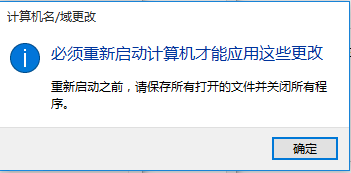 计算机名/域更改
必须重新启动计算机才能应用这些更改
重新启动之前，请保存所有打开的文件并关闭所有程
序。
确定